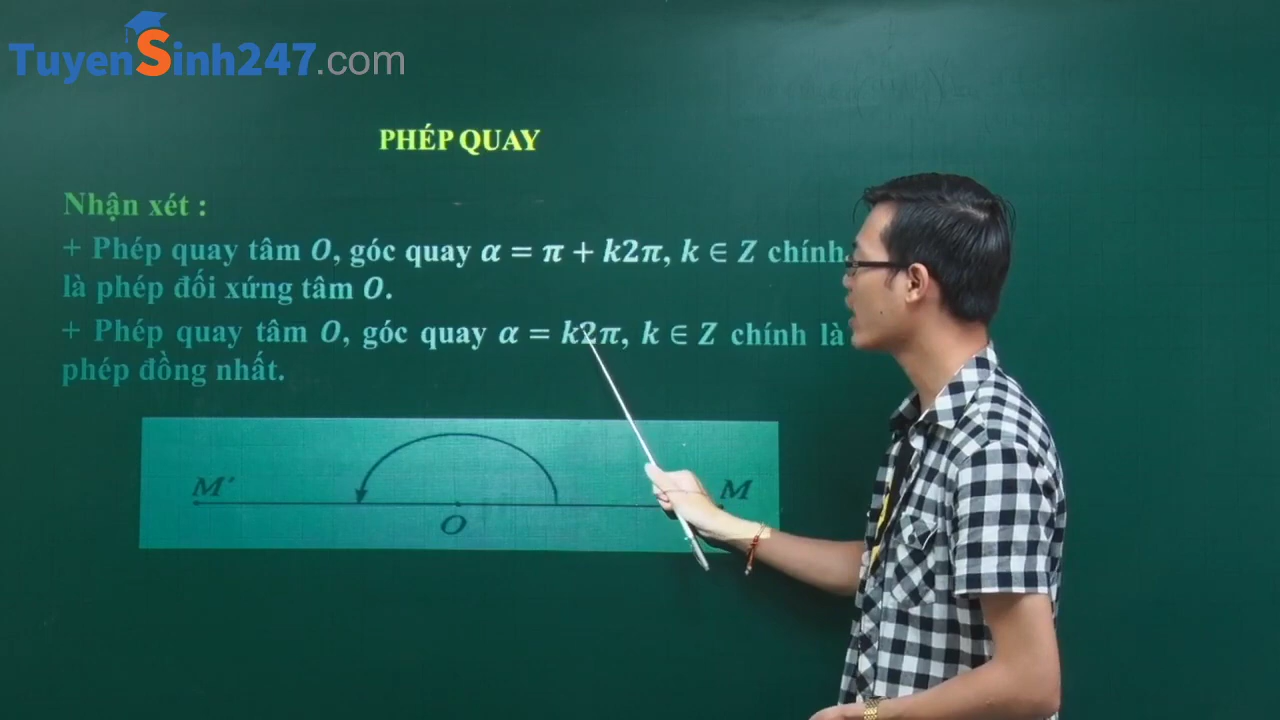 TuyenSinh247.com
PHÉP QUAY
Nhận xét :
+ Phép quay tâm O, góc quay α = π + k2π, k ∈ Z chính
là phép đối xứng tâm O.
+ Phép quay tâm O, góc quay α = k2π, k ∈ Z chính là
phép đồng nhất.
M' M
O